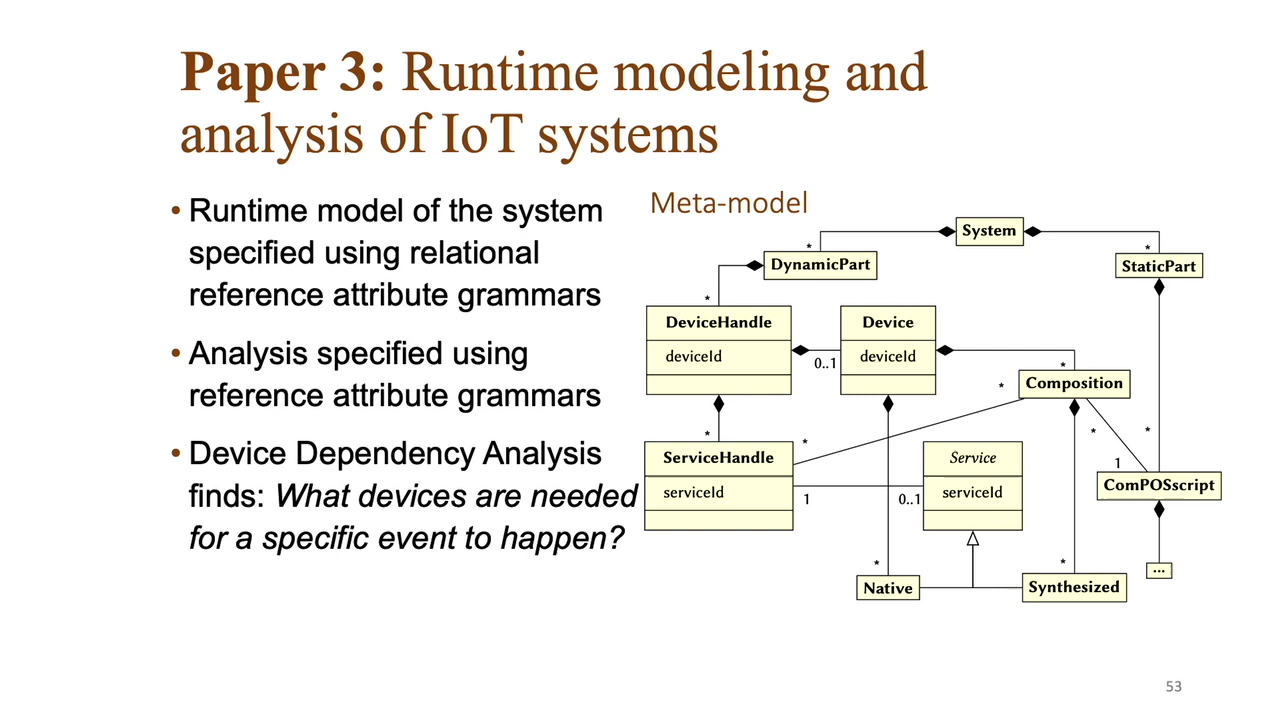 Paper 3: Runtime modeling and
analysis of IoT systems
• Runtime model of the system
specified using relational
reference attribute grammars
• Analysis specified using
reference attribute grammars
• Device Dependency Analysis
finds: What devices are needed
for a specific event to happen?
Meta-model
System
*
*
DynamicPart
StaticPart
*
DeviceHandle
deviceId
0..1
Device
deviceId
*
*
Composition
*
*
*
*
1
ServiceHandle
serviceId
1
0..1
Service
serviceId
ComPOSscript
*
*
Native
Synthesized
...
53